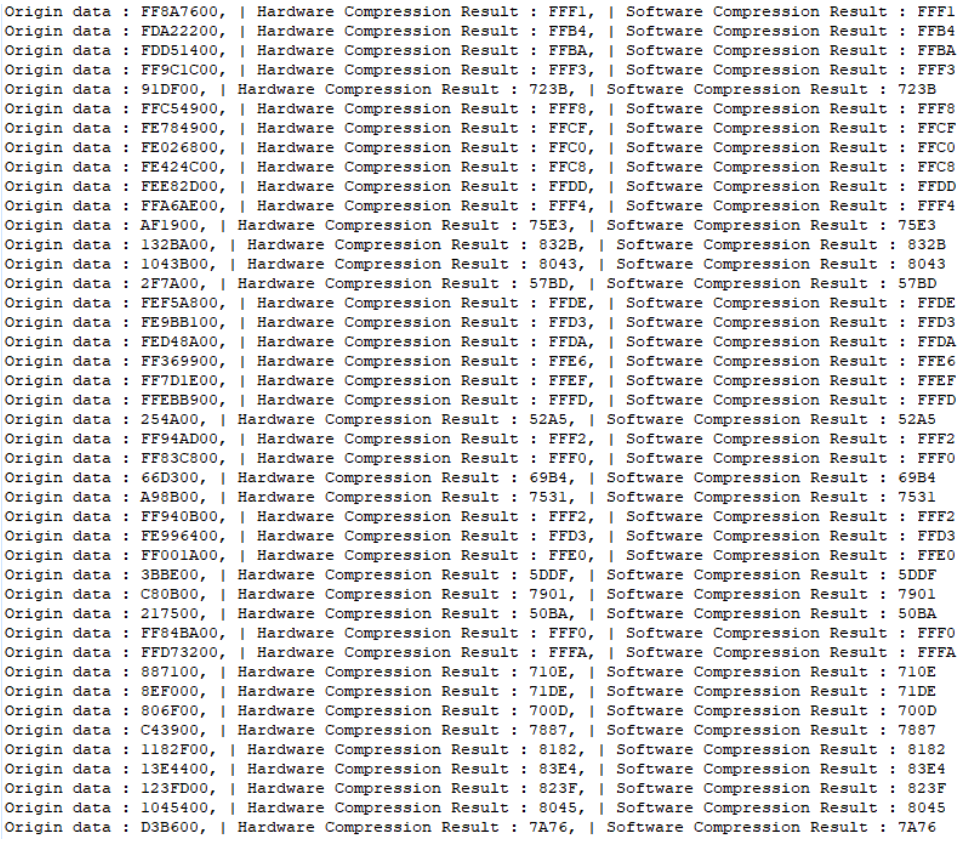 Origin data : FF8A7600, | Hardware Compression Result : FFF1, | Software Compression Result : FFF1
Origin data : FDA22200, | Hardware Compression Result : FFB4, | Software Compression Result : FFB4
Origin data : FDD51400, | Hardware Compression Result : FFBA, | Software Compression Result : FFBA
Origin data : FF9C1C00, | Hardware Compression Result : FFF3, | Software Compression Result : FFF3
Origin data : 91DF00, | Hardware Compression Result : 723B, | Software Compression Result : 723B
Origin data : FFC54900, | Hardware Compression Result : FFF8, | Software Compression Result : FFF8
Origin data : FE784900, | Hardware Compression Result : FFCF, | Software Compression Result : FFCF
Origin data : FE026800, | Hardware Compression Result : FFC0, | Software Compression Result : FFC0
Origin data : FE424C00, | Hardware Compression Result : FFC8, | Software Compression Result : FFC8
Origin data : FEE82D00, | Hardware Compression Result : FFDD, | Software Compression Result : FFDD
Origin data : FFA6AE00, | Hardware Compression Result : FFF4, | Software Compression Result : FFF4
Origin data : AF1900, | Hardware Compression Result : 75E3, | Software Compression Result : 75E3
Origin data : 132BA00, | Hardware Compression Result : 832B, | Software Compression Result : 832B
Origin data : 1043B00, | Hardware Compression Result : 8043, | Software Compression Result : 8043
Origin data : 2F7A00, | Hardware Compression Result : 57BD, | Software Compression Result : 57BD
Origin data : FEF5A800, | Hardware Compression Result : FFDE, | Software Compression Result : FFDE
Origin data : FE9BB100, | Hardware Compression Result : FFD3, | Software Compression Result : FFD3
Origin data : FED48A00, | Hardware Compression Result : FFDA, | Software Compression Result : FFDA
Origin data : FF369900, | Hardware Compression Result : FFE6, | Software Compression Result : FFE6
Origin data : FF7D1E00, | Hardware Compression Result : FFEF, | Software Compression Result : FFEF
Origin data : FFEBB900, | Hardware Compression Result : FFFD, | Software Compression Result : FFFD
Origin data : 254A00, | Hardware Compression Result : 52A5, | Software Compression Result : 52A5
Origin data : FF94AD00, | Hardware Compression Result : FFF2, | Software Compression Result : FFF2
Origin data : FF83C800, | Hardware Compression Result : FFF0, | Software Compression Result : FFF0
Origin data : 66D300, | Hardware Compression Result : 69B4, | Software Compression Result : 69B4
Origin data : A98B00, | Hardware Compression Result : 7531, | Software Compression Result : 7531
Origin data : FF940B00, | Hardware Compression Result : FFF2, | Software Compression Result : FFF2
Origin data : FE996400, | Hardware Compression Result : FFD3, | Software Compression Result : FFD3
Origin data : FF001A00, | Hardware Compression Result : FFE0, | Software Compression Result : FFE0
Origin data : 3BBE00, | Hardware Compression Result : 5DDF, | Software Compression Result : 5DDF
Origin data : C80B00, | Hardware Compression Result : 7901, | Software Compression Result : 7901
Origin data : 217500, | Hardware Compression Result : 50BA, | Software Compression Result : 50BA
Origin data : FF84BA00, | Hardware Compression Result : FFF0, | Software Compression Result : FFF0
Origin data : FFD73200, | Hardware Compression Result : FFFA, | Software Compression Result : FFFA
Origin data : 887100, | Hardware Compression Result : 710E, | Software Compression Result : 710E
Origin data : 8EF000, | Hardware Compression Result : 71DE, | Software Compression Result : 71DE
Origin data : 806F00, | Hardware Compression Result : 700D, | Software Compression Result : 700D
Origin data : C43900, | Hardware Compression Result : 7887, | Software Compression Result : 7887
Origin data : 1182F00, | Hardware Compression Result : 8182, | Software Compression Result : 8182
Origin data : 13E4400, | Hardware Compression Result : 83E4, | Software Compression Result : 83E4
Origin data : 123FD00, | Hardware Compression Result : 823F, | Software Compression Result : 823F
Origin data : 1045400, | Hardware Compression Result : 8045, | Software Compression Result : 8045
Origin data : D3B600, | Hardware Compression Result : 7A76, | Software Compression Result : 7A76